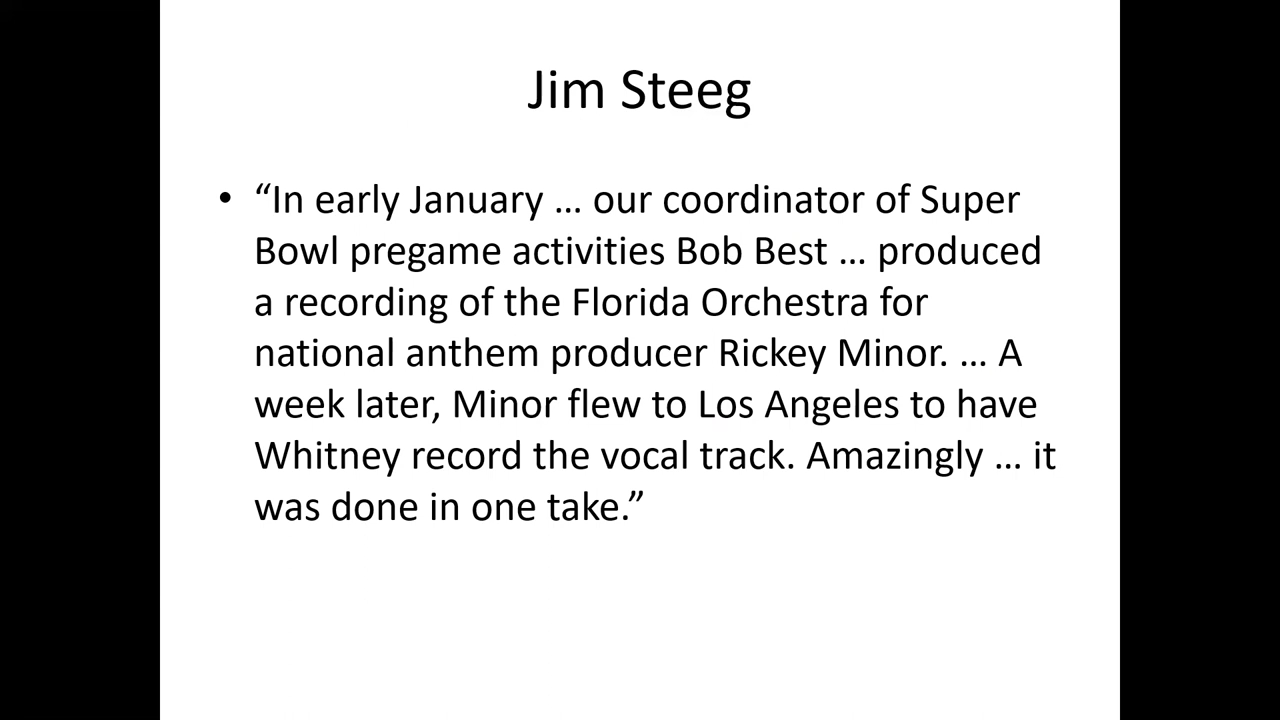 Jim Steeg
• “In early January … our coordinator of Super
Bowl pregame activities Bob Best … produced
a recording of the Florida Orchestra for
national anthem producer Rickey Minor. … A
week later, Minor flew to Los Angeles to have
Whitney record the vocal track. Amazingly … it
was done in one take.”